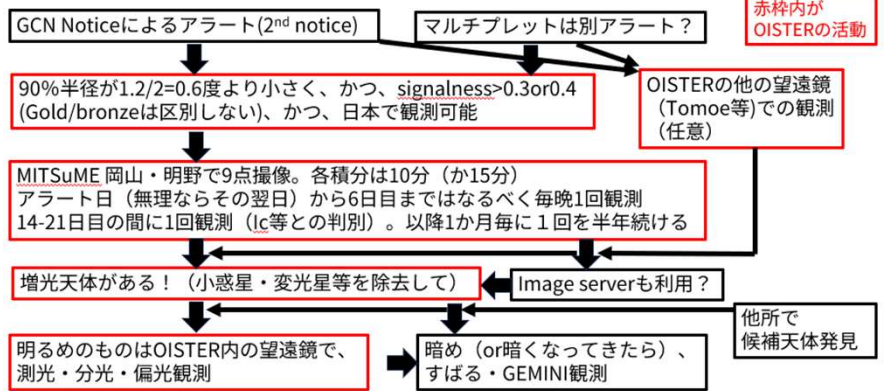 GCN Noticeによるアラート(2nd notice)
マルチプレットは別アラート？
赤枠内が
OISTERの活動
90%半径が1.2/2=0.6度より小さく、かつ、signalness>0.3or0.4
(Gold/bronzeは区別しない)、かつ、日本で観測可能
OISTERの他の望遠鏡
（Tomoe等)での観測
（任意）
MITSuME 岡山・明野で9点撮像。各積分は10分（か15分）
アラート日（無理ならその翌日）から6日目まではなるべく毎晩1回観測
14-21日目の間に1回観測（Ic等との判別）。以降1か月毎に１回を半年続ける
増光天体がある！（小惑星・変光星等を除去して）
Image serverも利用？
他所で
候補天体発見
明るめのものはOISTER内の望遠鏡で、
測光・分光・偏光観測
暗め（or暗くなってきたら）、
すばる・GEMINI観測